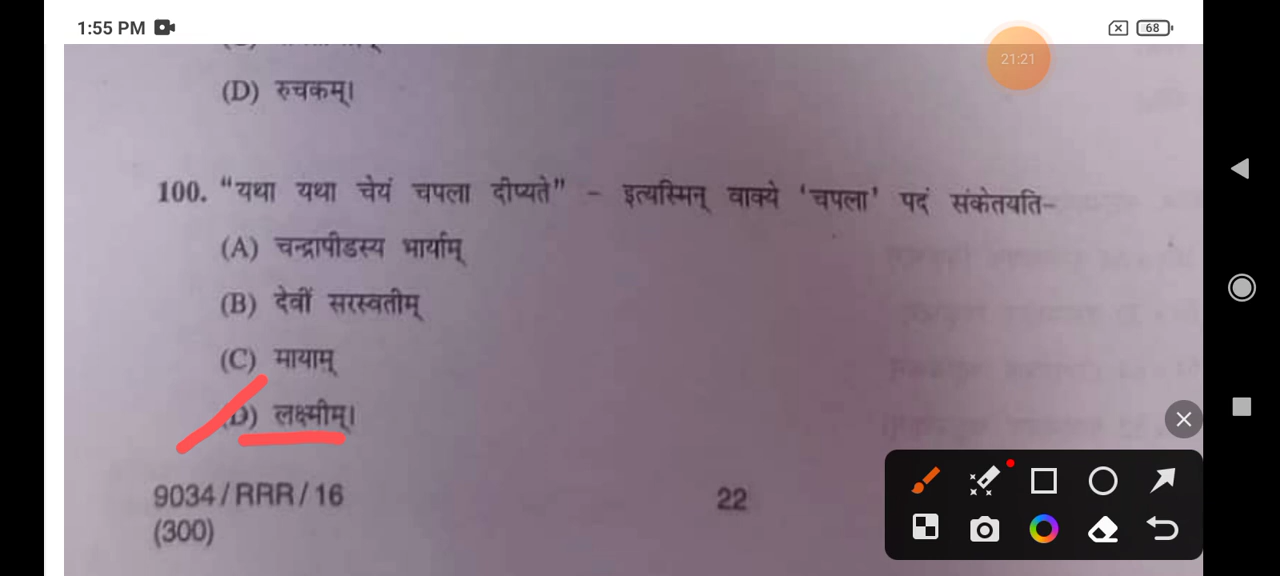 1:55 PM
68
21:21
(D) रुचकम्।
100. "यथा यथा चेयं चपला दीप्यते" - इत्यस्मिन् वाक्ये 'चपला' पदं संकेतयति-
(A) चन्द्रापीडस्य भार्याम्
(B) देवीं सरस्वतीम्
(C) मायाम्
(D) लक्ष्मीम्।
9034/RRR/16
22
(300)